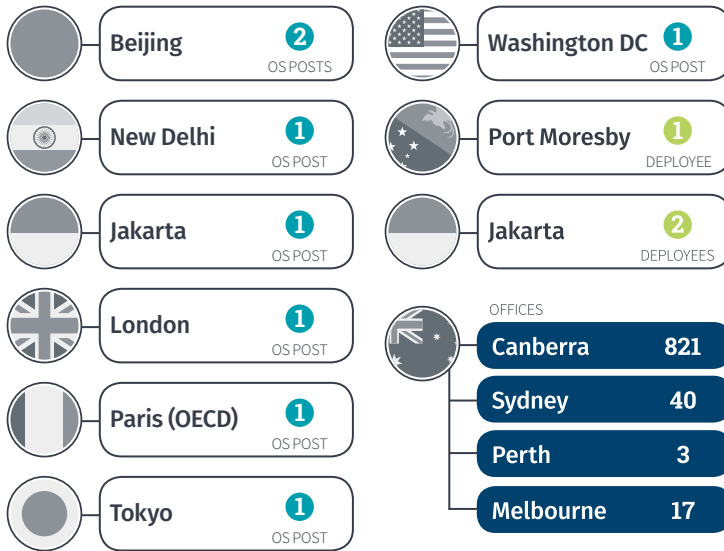 Beijing 2
OS POSTS
New Delhi 1
OS POST
Jakarta 1
OS POST
London 1
OS POST
Paris (OECD) 1
OS POST
Tokyo 1
OS POST
Washington DC 1
OS POST
Port Moresby 1
DEPLOYEE
Jakarta 2
DEPLOYEES
OFFICES
Canberra 821
Sydney 40
Perth 3
Melbourne 17